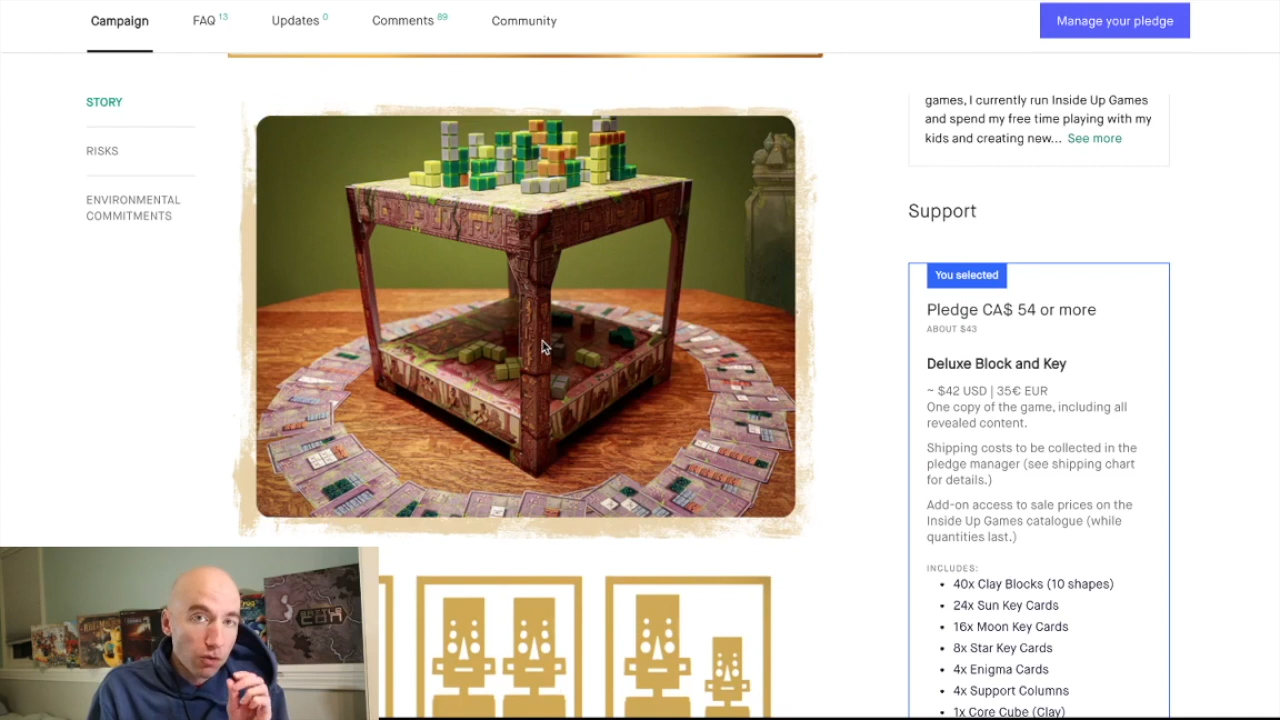 Campaign
FAQ 13
Updates 0
Comments 89
Community
Manage your pledge
STORY
RISKS
ENVIRONMENTAL
COMMITMENTS
games, I currently run Inside Up Games
and spend my free time playing with my
kids and creating new... See more
Support
You selected
Pledge CA$ 54 or more
ABOUT $43
Deluxe Block and Key
~ $42 USD | 35€ EUR
One copy of the game, including all
revealed content.
Shipping costs to be collected in the
pledge manager (see shipping chart
for details.)
Add-on access to sale prices on the
Inside Up Games catalogue (while
quantities last.)
INCLUDES:
• 40x Clay Blocks (10 shapes)
• 24x Sun Key Cards
• 16x Moon Key Cards
• 8x Star Key Cards
• 4x Enigma Cards
• 4x Support Columns
• 1x Core Cube (Clay)
BATTLE
CON